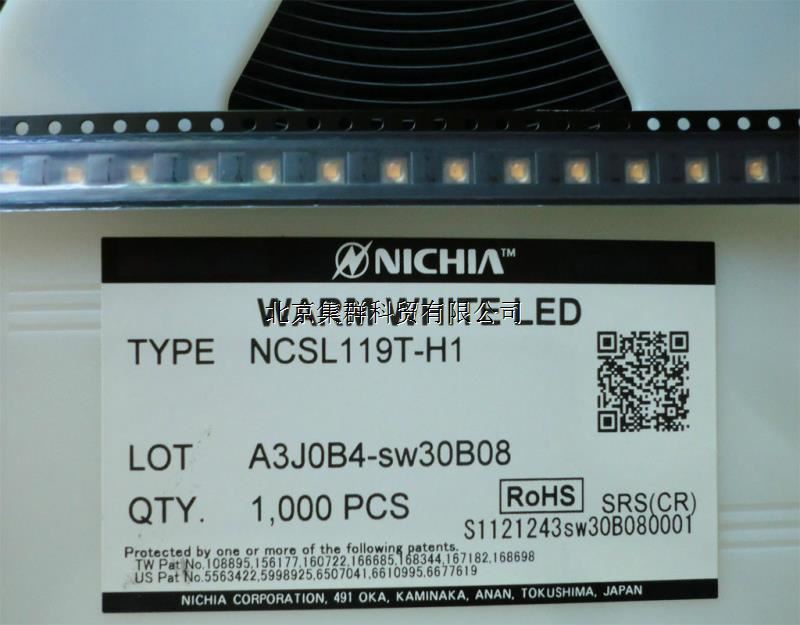 NICHIA™
WARM WHITE LED
北京集群科贸有限公司
TYPE NCSL119T-H1
LOT A3J0B4-sw30B08
QTY. 1,000 PCS
RoHS SRS(CR)
S1121243sw30B080001
Protected by one or more of the following patents.
TW Pat No.108895,156177,160722,166685,168344,167182,168698
US Pat No.5563422,5998925,6507041,6610995,6677619
NICHIA CORPORATION, 491 OKA, KAMINAKA, ANAN, TOKUSHIMA, JAPAN